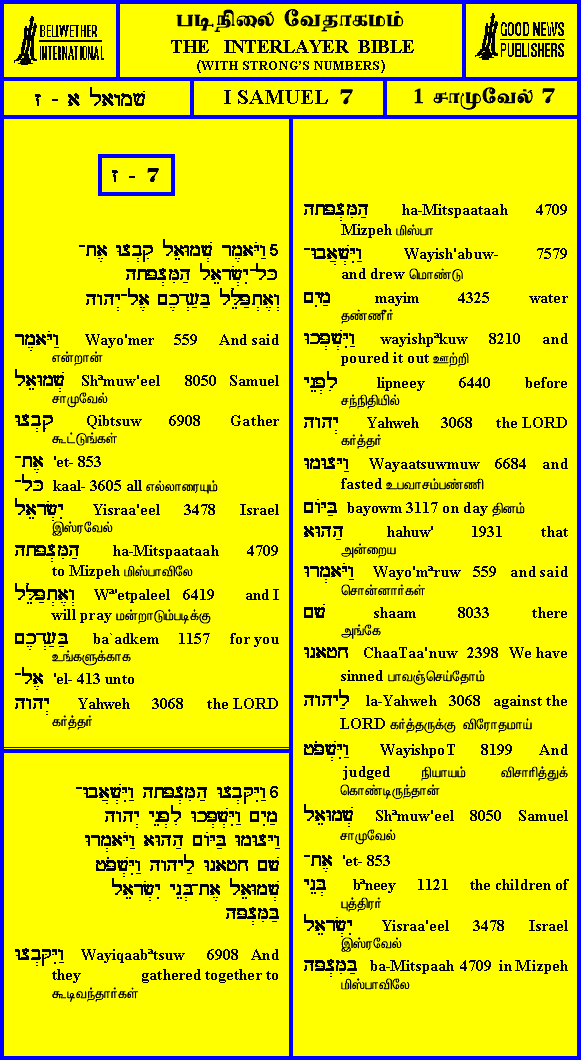 BELLWETHER
INTERNATIONAL
படிநிலை வேதாகமம்
THE INTERLAYER BIBLE
(WITH STRONG'S NUMBERS)
GOOD NEWS
PUBLISHERS
שמואל א - ז
I SAMUEL 7
1 சாமுவேல் 7
ז - 7
5 וַיֹּאמֶר שְׁמוּאֵל קִבְצוּ אֶת־
כׇּל־יִשְׂרָאֵל הַמִּצְפָּתָה
וְאֶתְפַּלֵּל בַּעַדְכֶם אֶל־יְהוָה
וַיֹּאמֶר Wayo'mer 559 And said
என்றான்
שְׁמוּאֵל Shªmuw'eel 8050 Samuel
சாமுவேல்
קִבְצוּ Qibtsuw 6908 Gather
கூட்டுங்கள்
אֶת־ 'et- 853
כׇּל־ kaal- 3605 all எல்லாரையும்
יִשְׂרָאֵל Yisraa'eel 3478 Israel
இஸ்ரவேல்
הַמִּצְפָּתָה ha-Mitspaataah 4709
to Mizpeh மிஸ்பாவிலே
וְאֶתְפַּלֵּל Wª'etpaleel 6419 and I
will pray மன்றாடும்படிக்கு
בַּעַדְכֶם ba`adkem 1157 for you
உங்களுக்காக
אֶל־ 'el- 413 unto
יְהוָה Yahweh 3068 the LORD
கர்த்தர்
6 וַיִּקָּבְצוּ הַמִּצְפָּתָה וַיִּשְׁאֲבוּ־
מַיִם וַיִּשְׁפְּכוּ לִפְנֵי יְהוָה
וַיָּצוּמוּ בַּיּוֹם הַהוּא וַיֹּאמְרוּ
שָׁם חָטָאנוּ לַיהוָה וַיִּשְׁפֹּט
שְׁמוּאֵל אֶת־בְּנֵי יִשְׂרָאֵל
בַּמִּצְפָּה
וַיִּקָּבְצוּ Wayiqaabªtsuw 6908 And
they gathered together to
கூடிவந்தார்கள்
הַמִּצְפָּתָה ha-Mitspaataah 4709
Mizpeh மிஸ்பா
וַיִּשְׁאֲבוּ־ Wayish'abuw- 7579
and drew மொண்டு
מַיִם mayim 4325 water
தண்ணீர்
וַיִּשְׁפְּכוּ wayishpªkuw 8210 and
poured it out ஊற்றி
לִפְנֵי lipneey 6440 before
சந்நிதியில்
יְהוָה Yahweh 3068 the LORD
கர்த்தர்
וַיָּצוּמוּ Wayaatsuwmuw 6684 and
fasted உபவாசம்பண்ணி
בַּיּוֹם bayowm 3117 on day தினம்
הַהוּא hahuw' 1931 that
அன்றைய
וַיֹּאמְרוּ Wayo'mªruw 559 and said
சொன்னார்கள்
שָׁם shaam 8033 there
அங்கே
חָטָאנוּ ChaaTaa'nuw 2398 We have
sinned பாவஞ்செய்தோம்
לַיהוָה la-Yahweh 3068 against the
LORD கர்த்தருக்கு விரோதமாய்
וַיִּשְׁפֹּט WayishpoT 8199 And
judged நியாயம் விசாரித்துக்
கொண்டிருந்தான்
שְׁמוּאֵל Shªmuw'eel 8050 Samuel
சாமுவேல்
אֶת־ 'et- 853
בְּנֵי bªneey 1121 the children of
புத்திரர்
יִשְׂרָאֵל Yisraa'eel 3478 Israel
இஸ்ரவேல்
בַּמִּצְפָּה ba-Mitspaah 4709 in Mizpeh
மிஸ்பாவிலே